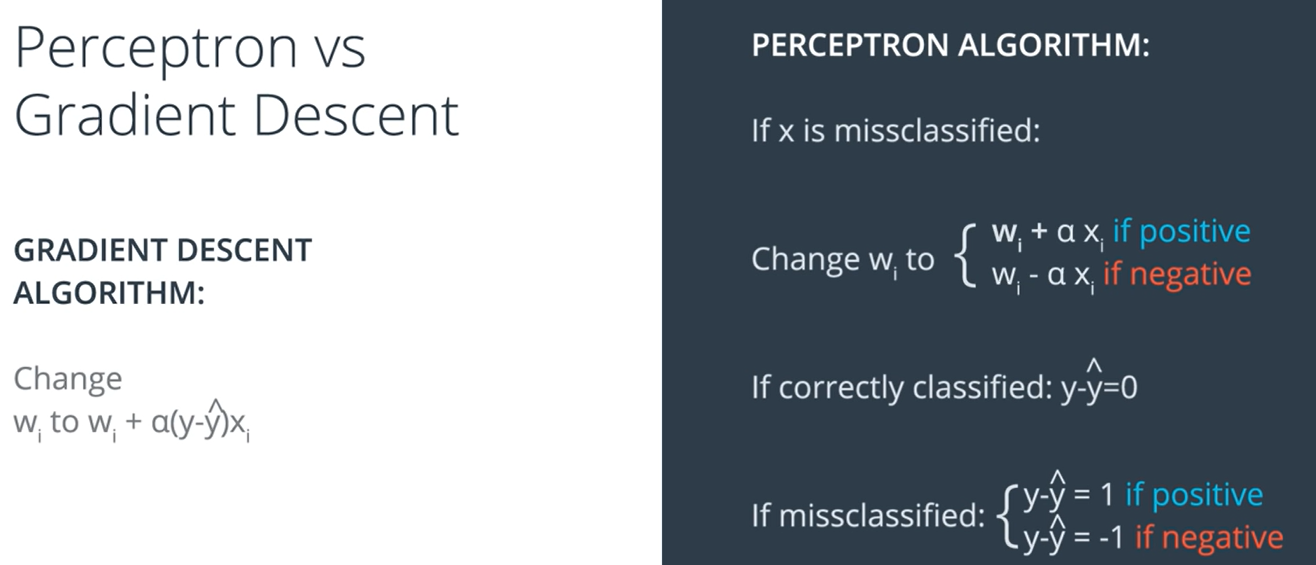 Perceptron vs
Gradient Descent
GRADIENT DESCENT
ALGORITHM:
Change
wᵢ to wᵢ + α(y-ŷ)xᵢ
PERCEPTRON ALGORITHM:
If x is missclassified:
Change wᵢ to { wᵢ + α xᵢ if positive
wᵢ - α xᵢ if negative
If correctly classified: y-ŷ=0
If missclassified: { y-ŷ = 1 if positive
y-ŷ = -1 if negative